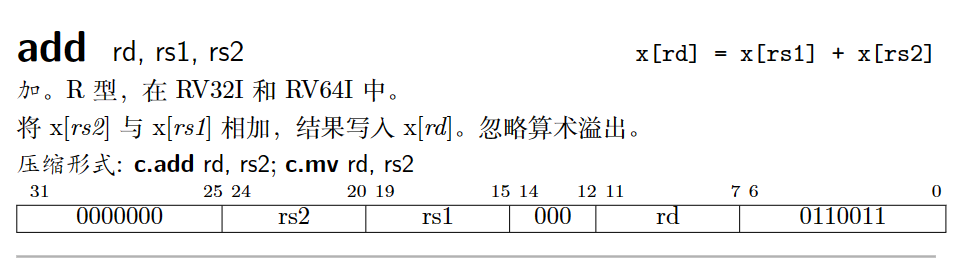 add rd, rs1, rs2 x[rd] = x[rs1] + x[rs2]
加。R 型，在 RV32I 和 RV64I 中。
将 x[rs2] 与 x[rs1] 相加，结果写入 x[rd]。忽略算术溢出。
压缩形式: c.add rd, rs2; c.mv rd, rs2
31 25 24 20 19 15 14 12 11 7 6 0
0000000 rs2 rs1 000 rd 0110011